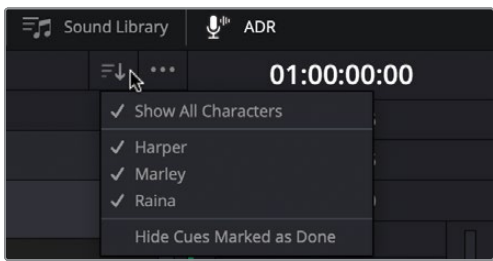 Sound Library ADR
01:00:00:00
Show All Characters
Harper
Marley
Raina
Hide Cues Marked as Done